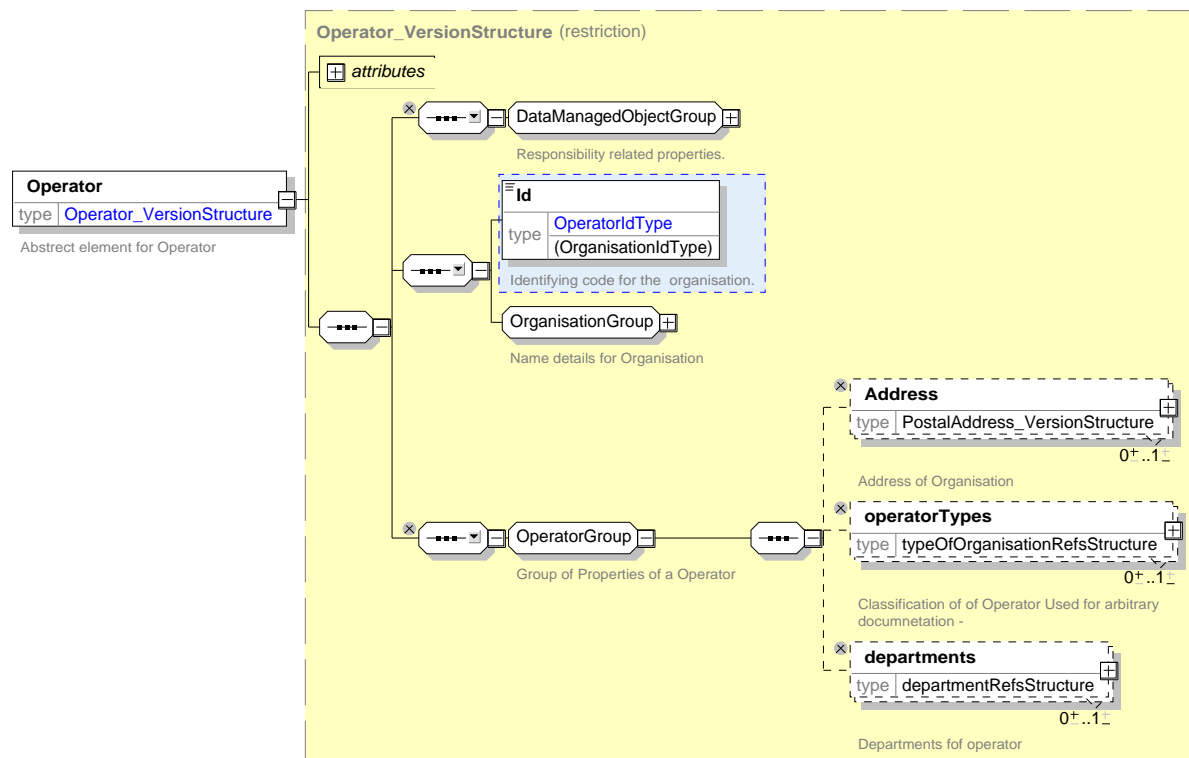 Operator_VersionStructure (restriction)
attributes
DataManagedObjectGroup
Responsibility related properties.
Operator
type Operator_VersionStructure
Abstrect element for Operator
Id
type OperatorIdType
(OrganisationIdType)
Identifying code for the  organisation.
OrganisationGroup
Name details for Organisation
Address
type PostalAddress_VersionStructure
0±..1±
Address of Organisation
operatorTypes
type typeOfOrganisationRefsStructure
0±..1±
Classification of of Operator Used for arbitrary
documnetation -
OperatorGroup
Group of Properties of a Operator
departments
type departmentRefsStructure
0±..1±
Departments fof operator